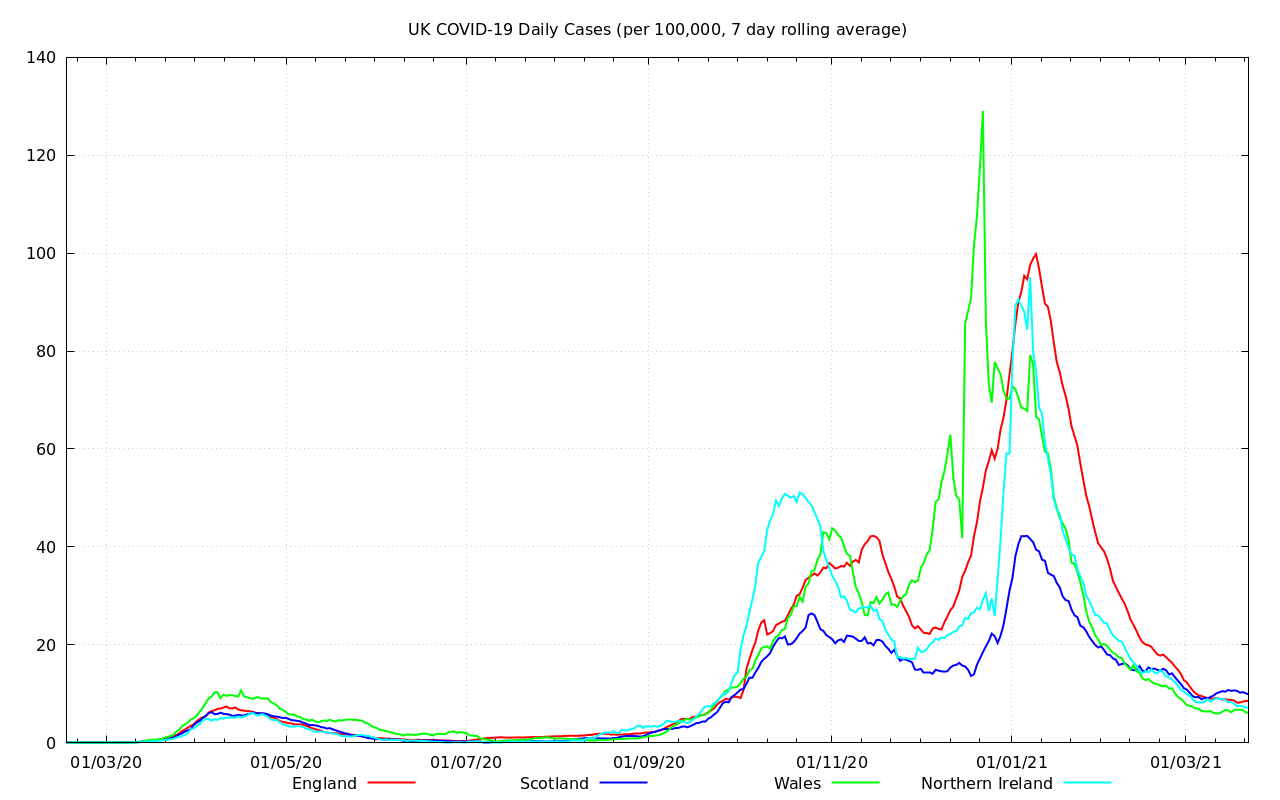 UK COVID-19 Daily Cases (per 100,000, 7 day rolling average)
140
120
100
80
60
40
20
0
01/03/20 01/05/20 01/07/20 01/09/20 01/11/20 01/01/21 01/03/21
England Scotland Wales Northern Ireland